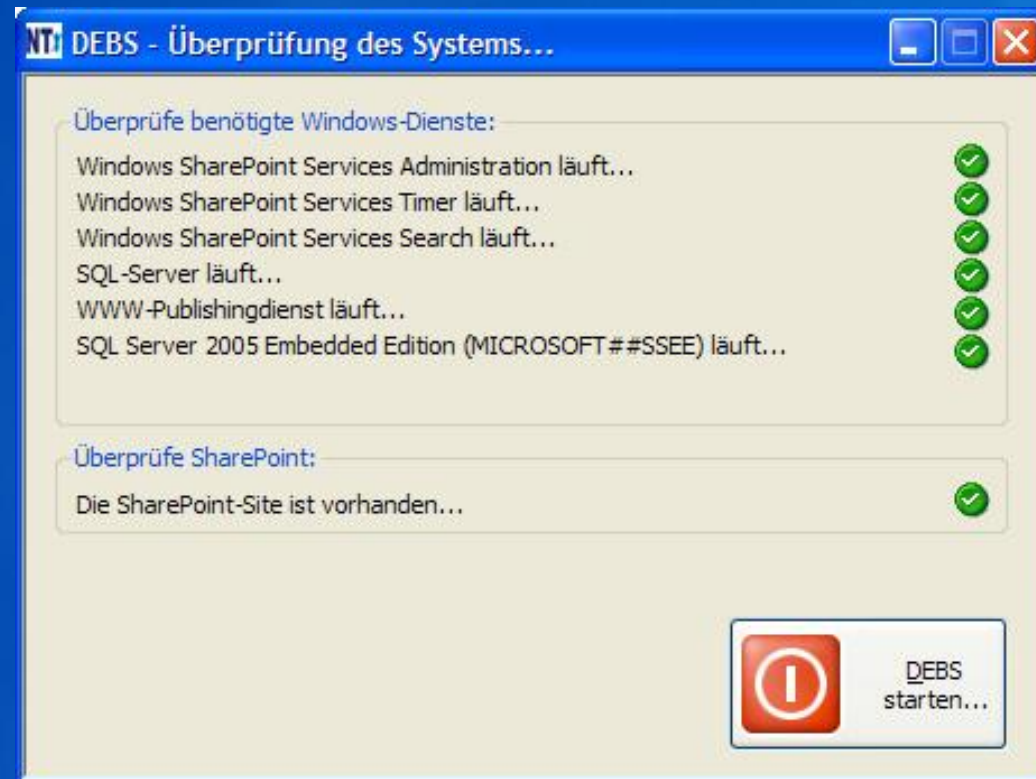 NT DEBS - Überprüfung des Systems...
Überprüfe benötigte Windows-Dienste:
Windows SharePoint Services Administration läuft...
Windows SharePoint Services Timer läuft...
Windows SharePoint Services Search läuft...
SQL-Server läuft...
WWW-Publishingdienst läuft...
SQL Server 2005 Embedded Edition (MICROSOFT##SSEE) läuft...
Überprüfe SharePoint:
Die SharePoint-Site ist vorhanden...
DEBS
starten...